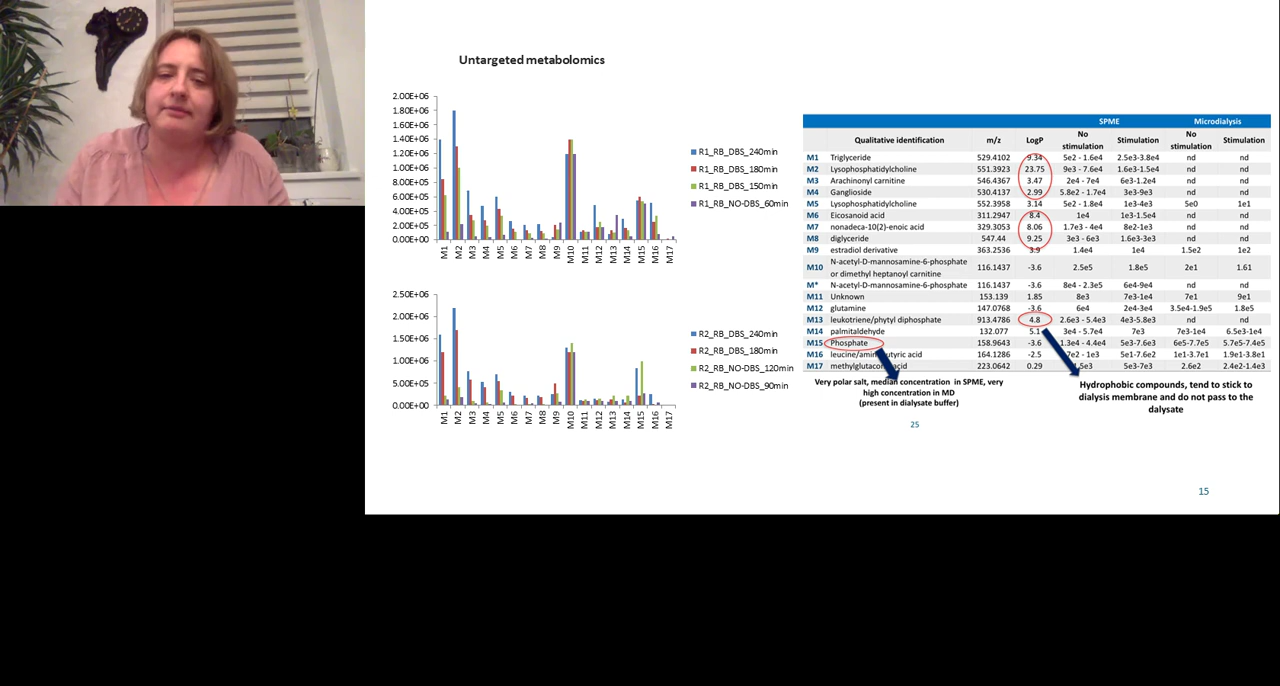 Untargeted metabolomics
2.00E+06
1.80E+06
1.60E+06
1.40E+06
1.20E+06
1.00E+06
8.00E+05
6.00E+05
4.00E+05
2.00E+05
0.00E+00
M1 M2 M3 M4 M5 M6 M7 M8 M9 M10 M11 M12 M13 M14 M15 M16 M17
R1_RB_DBS_240min
R1_RB_DBS_180min
R1_RB_DBS_150min
R1_RB_NO-DBS_60min
2.50E+06
2.00E+06
1.50E+06
1.00E+06
5.00E+05
0.00E+00
M1 M2 M3 M4 M5 M6 M7 M8 M9 M10 M11 M12 M13 M14 M15 M16 M17
R2_RB_DBS_240min
R2_RB_DBS_180min
R2_RB_NO-DBS_120min
R2_RB_NO-DBS_90min
SPME Microdialysis
Qualitative identification m/z LogP No stimulation Stimulation No stimulation Stimulation
M1 Triglyceride 529.4102 9.34 5e2 - 1.6e4 2.5e3-3.8e4 nd nd
M2 Lysophosphatidylcholine 551.3923 23.75 9e3 - 7.6e4 1.6e3-1.5e4 nd nd
M3 Arachinonyl carnitine 546.4367 3.47 2e4 - 7e4 6e3-1.2e4 nd nd
M4 Ganglioside 530.4137 2.99 5.8e2 - 1.7e4 3e3-9e3 nd nd
M5 Lysophosphatidylcholine 552.3958 3.14 5e2 - 1.8e4 1e3-4e3 5e0 1e1
M6 Eicosanoid acid 311.2947 8.4 1e4 1e3-1.5e4 nd nd
M7 nonadeca-10(2)-enoic acid 329.3053 8.06 1.7e3 - 4e4 8e2-1e3 nd nd
M8 diglyceride 547.44 9.25 3e3 - 6e3 1.6e3-3e3 nd nd
M9 estradiol derivative 363.2536 3.9 1.4e4 1e4 1.5e2 1e2
M10 N-acetyl-D-mannosamine-6-phosphate or dimethyl heptanoyl carnitine 116.1437 -3.6 2.5e5 1.8e5 2e1 1.61
M* N-acetyl-D-mannosamine-6-phosphate 116.1437 -3.6 8e4 - 2.3e5 6e4-9e4 nd nd
M11 Unknown 153.139 1.85 8e3 7e3-1e4 7e1 9e1
M12 glutamine 147.0768 -3.6 6e4 2e4-3e4 3.5e4-1.9e5 1.8e5
M13 leukotriene/phytyl diphosphate 913.4786 4.8 2.6e3 - 5.4e3 4e3-5.8e3 nd nd
M14 palmitaldehyde 132.077 5.1 3e4 - 5.7e4 7e3 7e3-1e4 6.5e3-1e4
M15 Phosphate 158.9643 -3.6 1.3e4 - 4.4e4 5e3-7.6e3 6e5-7.7e5 5.7e5-7.4e5
M16 164.1286 -2.5 5e1-7.6e2 1e1-3.7e1 1.9e1-3.8e1
M17 223.0642 0.29 5e3-7e3 2.6e2 2.4e2-1.4e3
Very polar salt, median concentration in SPME, very
high concentration in MD
(present in dialysate buffer)
Hydrophobic compounds, tend to stick to
dialysis membrane and do not pass to the
dalysate
25
15